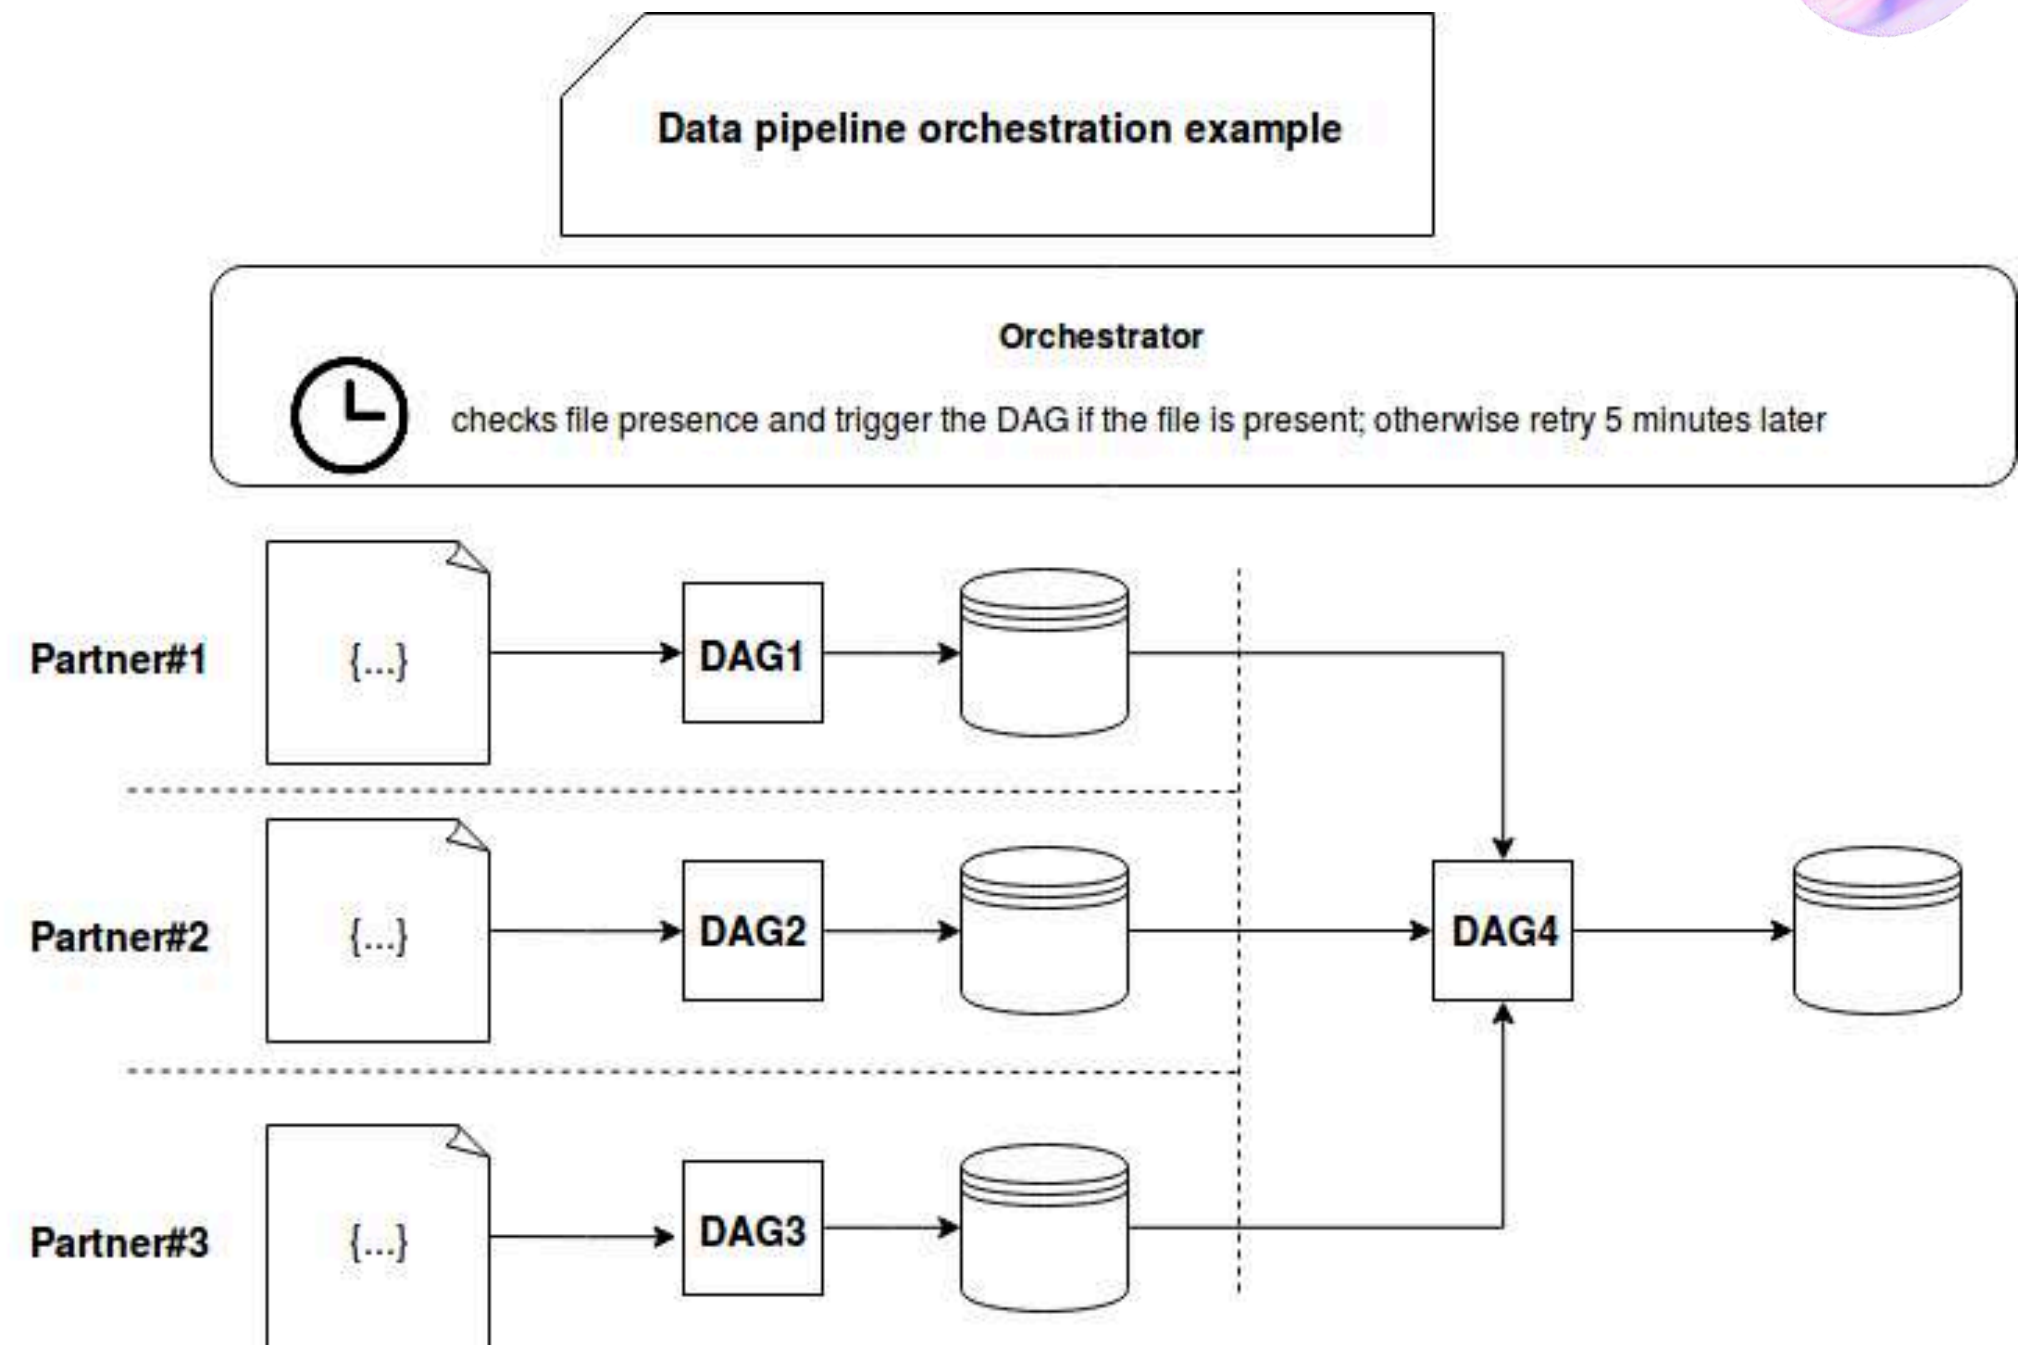 Data pipeline orchestration example
Orchestrator
checks file presence and trigger the DAG if the file is present; otherwise retry 5 minutes later
Partner#1
{...}
DAG1
Partner#2
{...}
DAG2
DAG4
Partner#3
{...}
DAG3